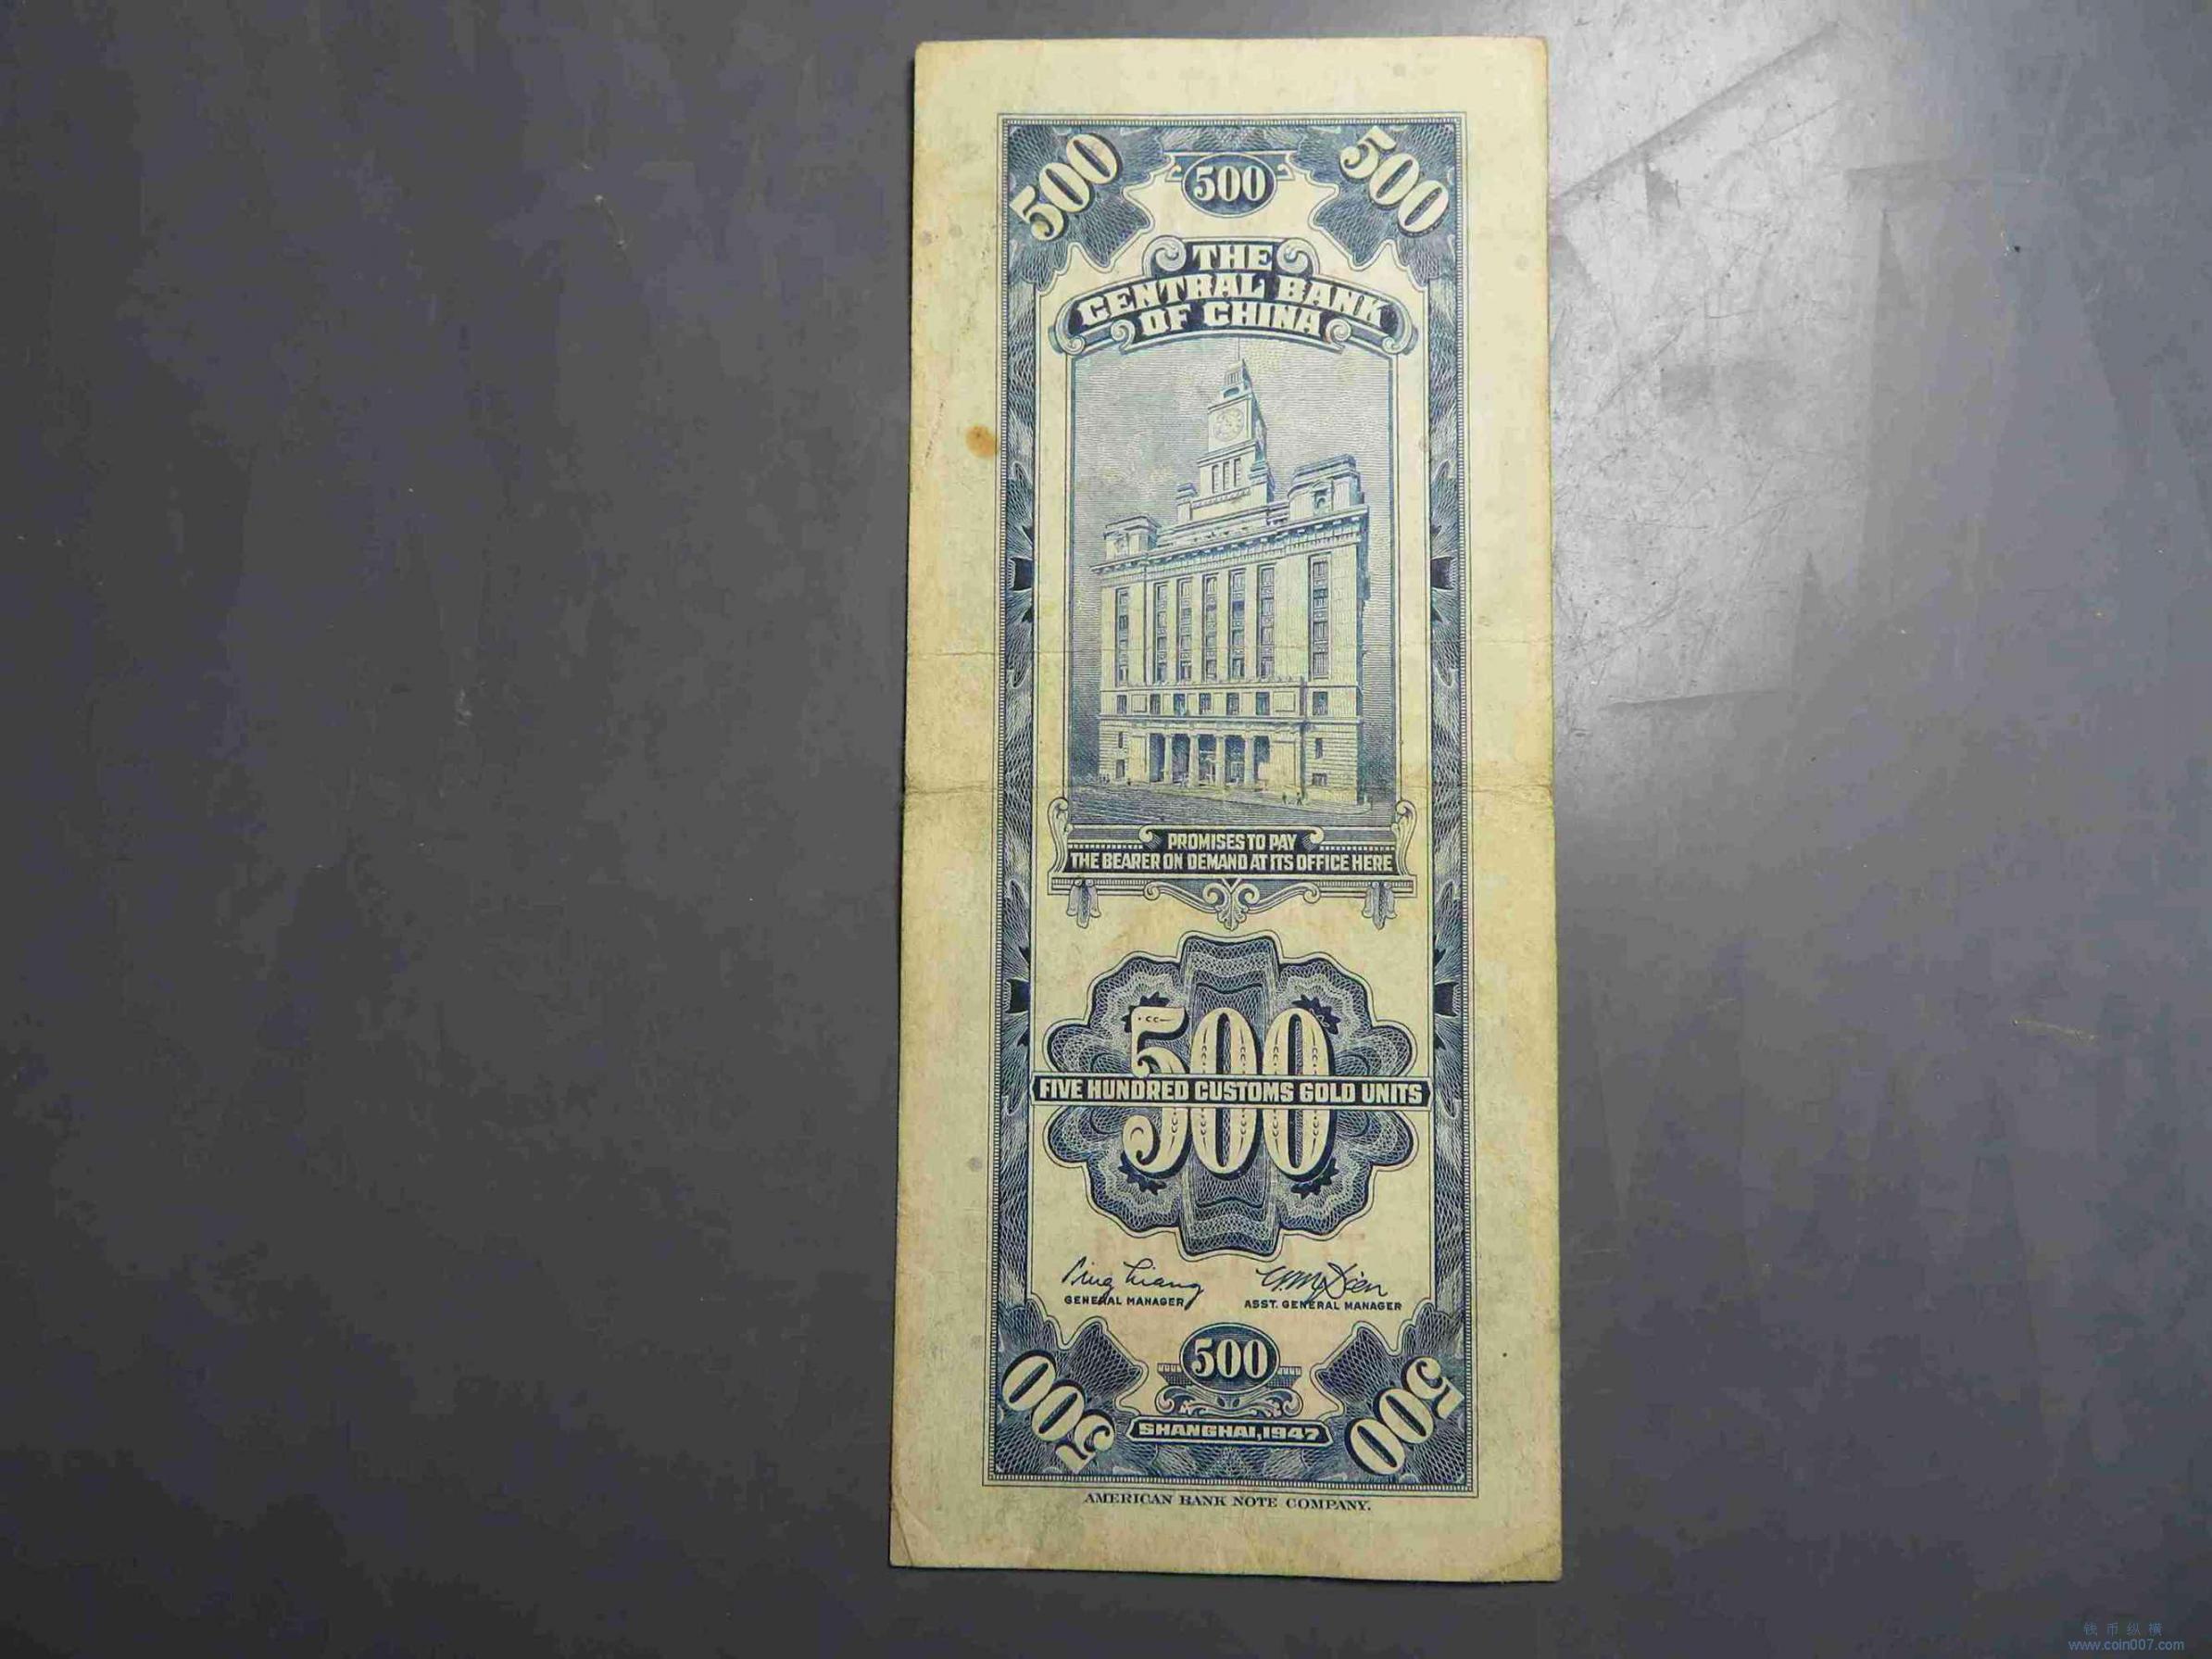 500
500
500
THE
CENTRAL BANK
OF CHINA
PROMISES TO PAY
THE BEARER ON DEMAND AT ITS OFFICE HERE
500
FIVE HUNDRED CUSTOMS GOLD UNITS
GENERAL MANAGER
ASST. GENERAL MANAGER
500
500
500
SHANGHAI, 1947
AMERICAN BANK NOTE COMPANY.
钱币纵横
www.coin007.com